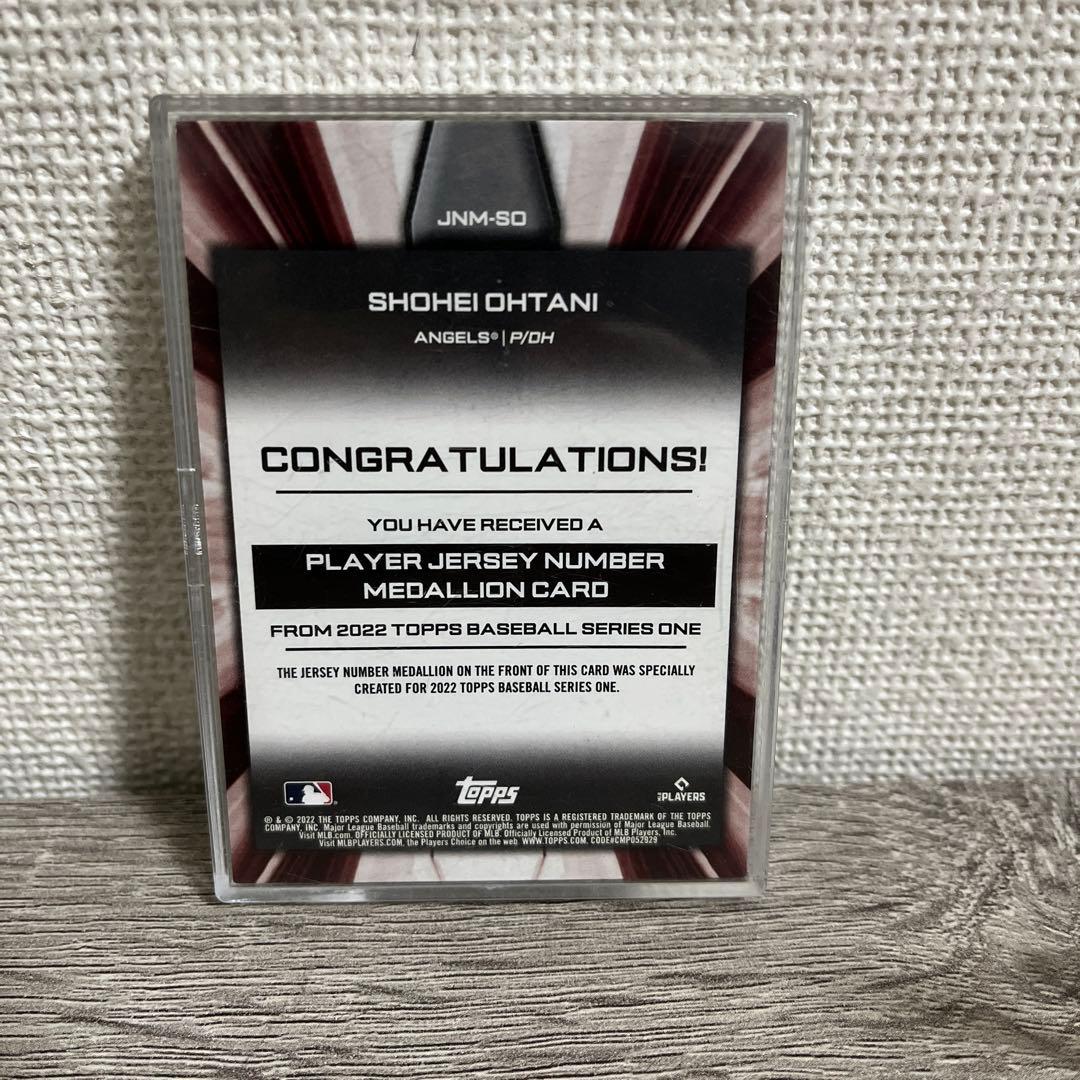 JNM-SO
SHOHEI OHTANI
ANGELS® | P/DH
CONGRATULATIONS!
YOU HAVE RECEIVED A
PLAYER JERSEY NUMBER
MEDALLION CARD
FROM 2022 TOPPS BASEBALL SERIES ONE
THE JERSEY NUMBER MEDALLION ON THE FRONT OF THIS CARD WAS SPECIALLY
CREATED FOR 2022 TOPPS BASEBALL SERIES ONE.
topps
PLAYERS
® & © 2022 THE TOPPS COMPANY, INC. ALL RIGHTS RESERVED. TOPPS IS A REGISTERED TRADEMARK OF THE TOPPS
COMPANY, INC. Major League Baseball trademarks and copyrights are used with permission of Major League Baseball.
Visit MLB.com. OFFICIALLY LICENSED PRODUCT OF MLB. Officially Licensed Product of MLB Players, Inc.
Visit MLBPLAYERS.COM, the Players Choice on the web. WWW.TOPPS.COM. CODE#CMP052929